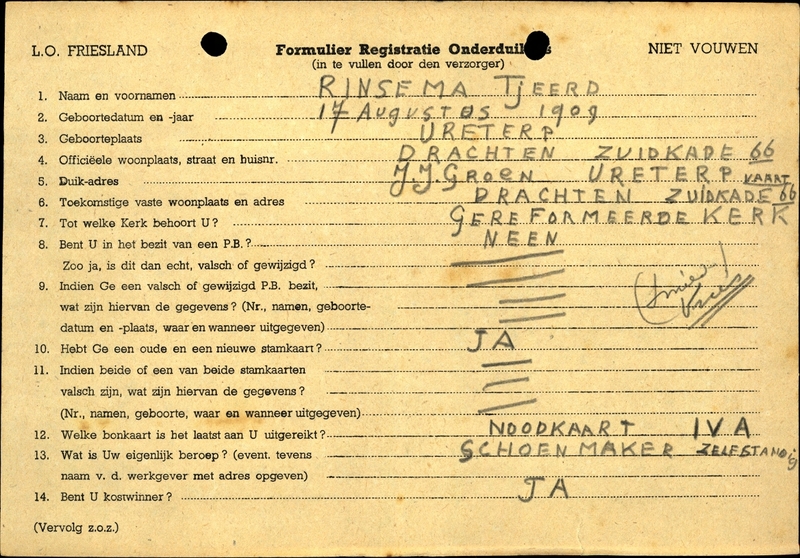 L.O. FRIESLAND Formulier Registratie Onderduikers NIET VOUWEN
(in te vullen door den verzorger)
1. Naam en voornamen RINSEMA TJEERD
2. Geboortedatum en -jaar 17 AUGUSTUS 1909
3. Geboorteplaats URETERP
4. Officiëele woonplaats, straat en huisnr. DRACHTEN ZUIDKADE 66
5. Duik-adres J.J. GROEN URETERP VAART
6. Toekomstige vaste woonplaats en adres DRACHTEN ZUIDKADE 66
7. Tot welke Kerk behoort U? GEREFORMEERDE KERK
8. Bent U in het bezit van een P.B.? NEEN
Zoo ja, is dit dan echt, valsch of gewijzigd?
9. Indien Ge een valsch of gewijzigd P.B. bezit,
wat zijn hiervan de gegevens? (Nr., namen, geboorte-
datum en -plaats, waar en wanneer uitgegeven)
10. Hebt Ge een oude en een nieuwe stamkaart? JA
11. Indien beide of een van beide stamkaarten
valsch zijn, wat zijn hiervan de gegevens?
(Nr., namen, geboorte, waar en wanneer uitgegeven)
12. Welke bonkaart is het laatst aan U uitgereikt? NOODKAART IVA
13. Wat is Uw eigenlijk beroep? (event. tevens SCHOENMAKER ZELFSTANDIG
naam v. d. werkgever met adres opgeven)
14. Bent U kostwinner? JA
(Vervolg z.o.z.)